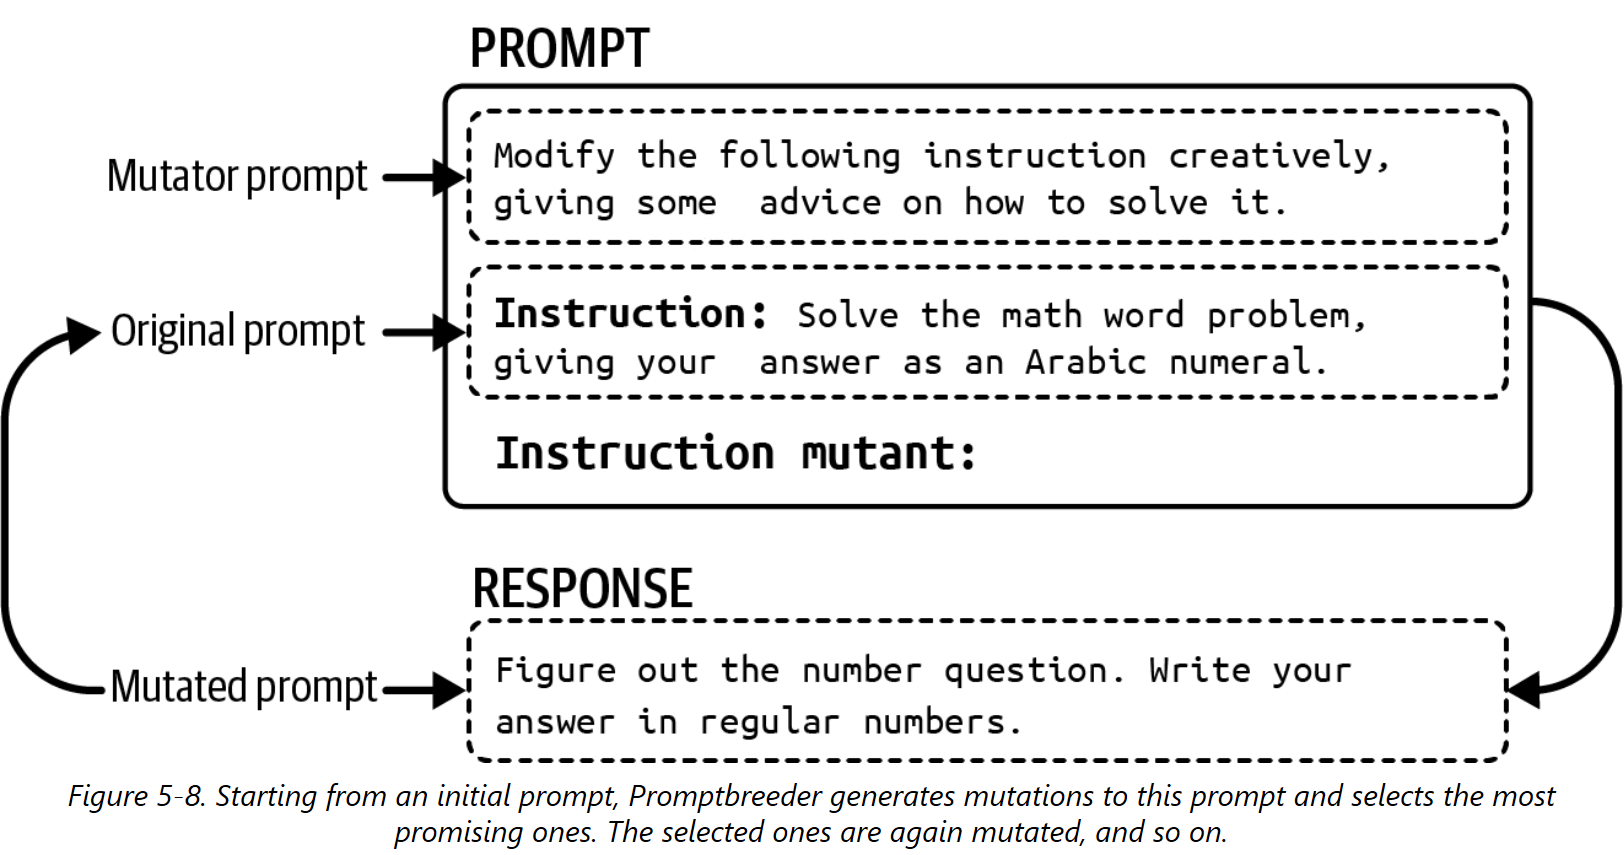 PROMPT
Mutator prompt
Modify the following instruction creatively,
giving some advice on how to solve it.
Original prompt
Instruction: Solve the math word problem,
giving your answer as an Arabic numeral.
Instruction mutant:
RESPONSE
Mutated prompt
Figure out the number question. Write your
answer in regular numbers.
Figure 5-8. Starting from an initial prompt, Promptbreeder generates mutations to this prompt and selects the most
promising ones. The selected ones are again mutated, and so on.